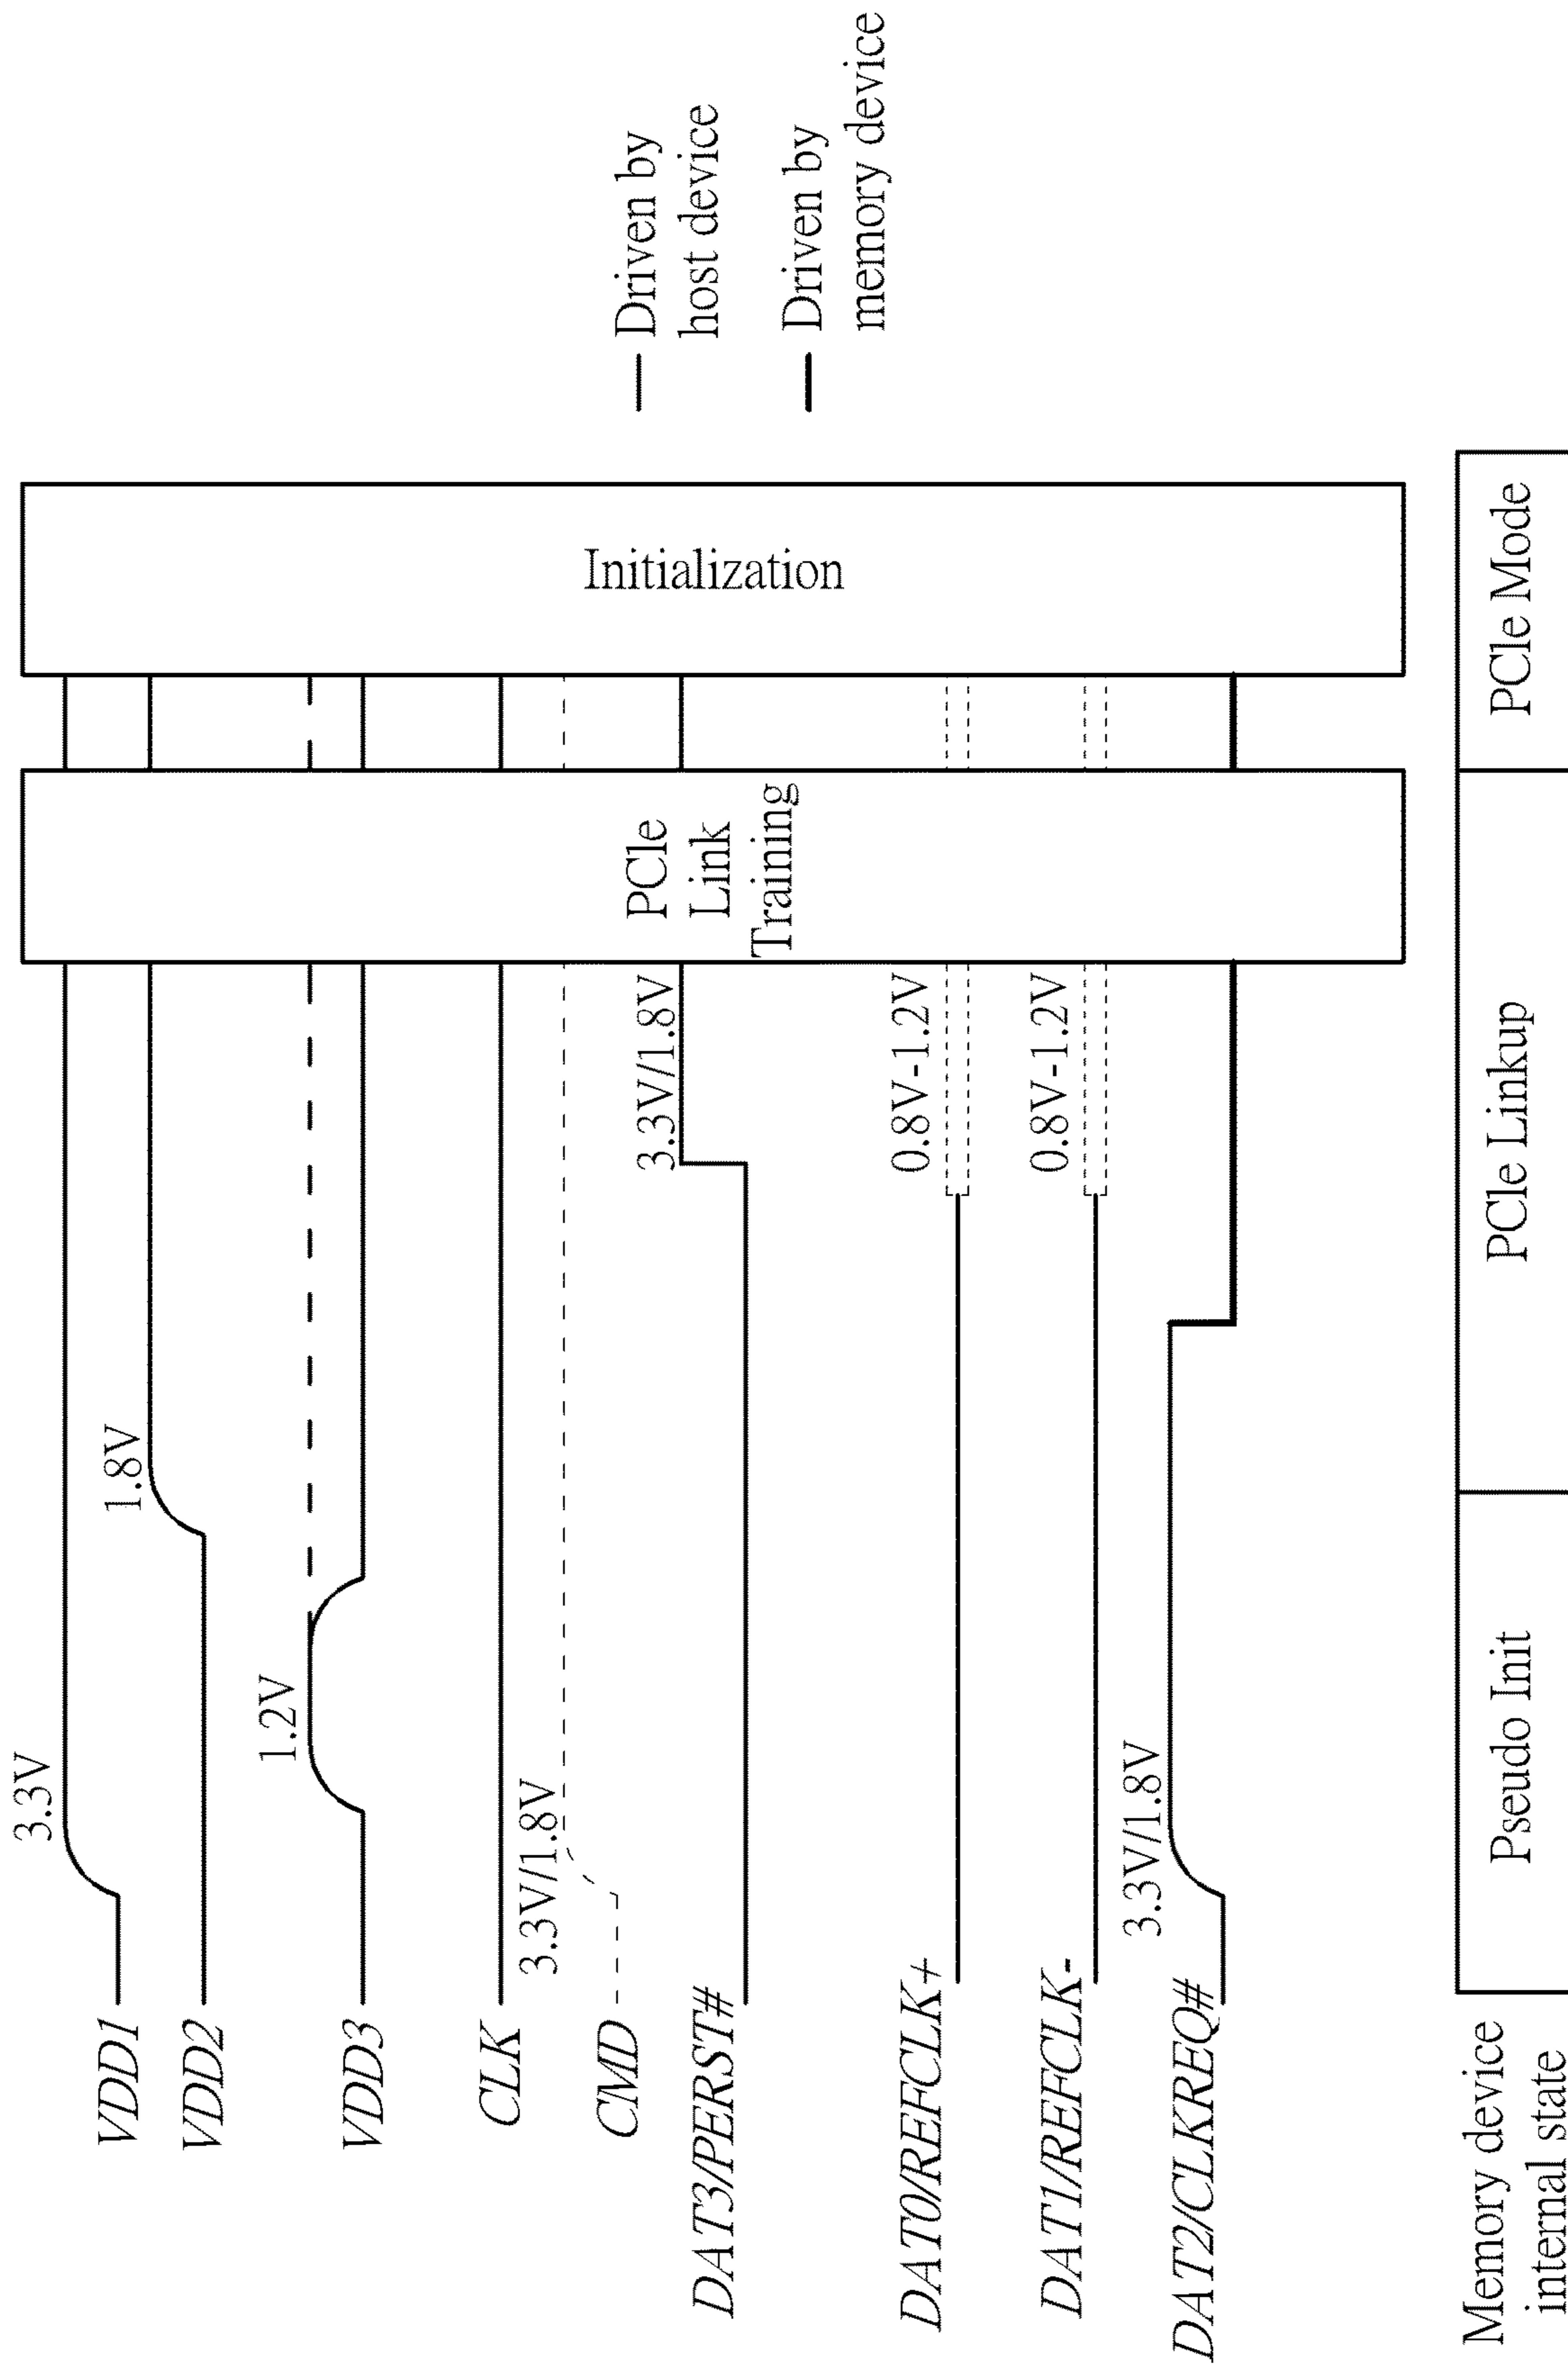 VDD1
3.3V
VDD2
1.8V
VDD3
1.2V
CLK
CMD
3.3V/1.8V
DAT3/PERST#
3.3V/1.8V
DAT0/REFCLK+
0.8V-1.2V
DAT1/REFCLK-
0.8V-1.2V
DAT2/CLKREQ#
3.3V/1.8V
PCIe
Link
Training
Initialization
Driven by
host device
Driven by
memory device
Memory device
internal state
Pseudo Init
PCIe Linkup
PCIe Mode